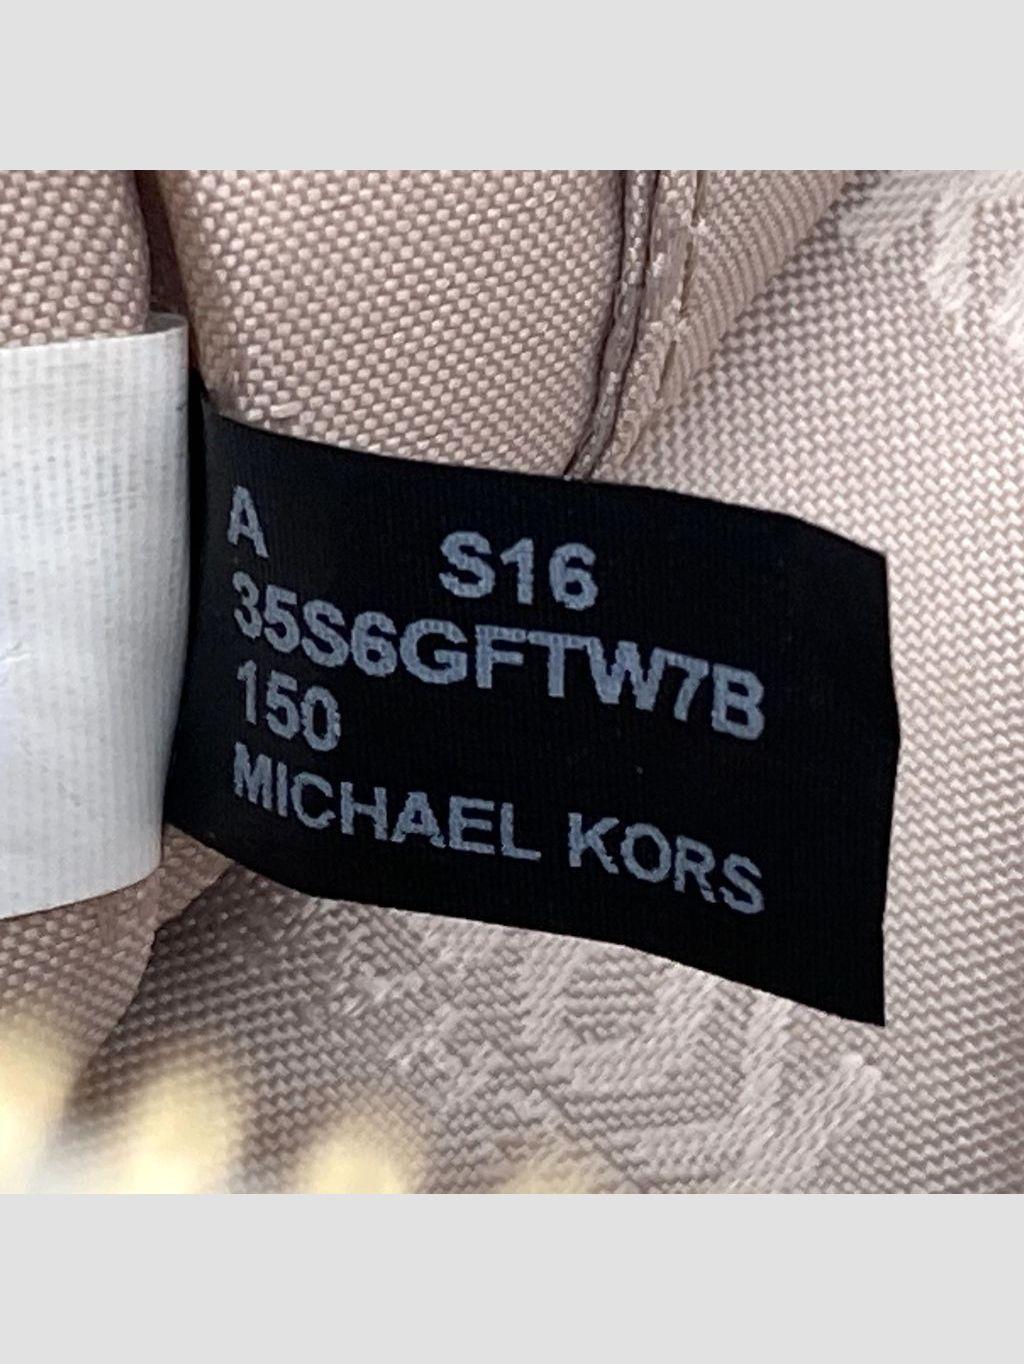 A S16
35S6GFTW7B
150
MICHAEL KORS